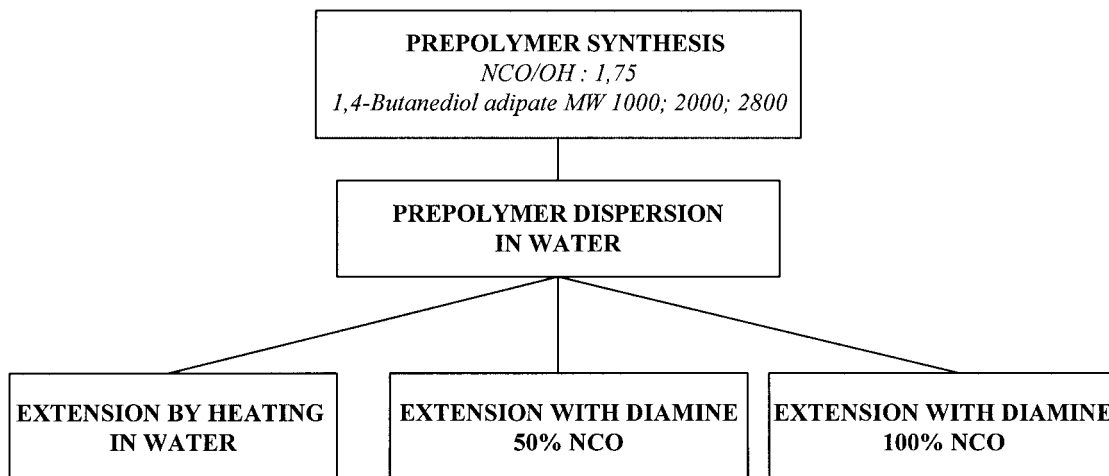 PREPOLYMER SYNTHESIS
NCO/OH : 1,75
1,4-Butanediol adipate MW 1000; 2000; 2800
PREPOLYMER DISPERSION
IN WATER
EXTENSION BY HEATING
IN WATER
EXTENSION WITH DIAMINE
50% NCO
EXTENSION WITH DIAMINE
100% NCO